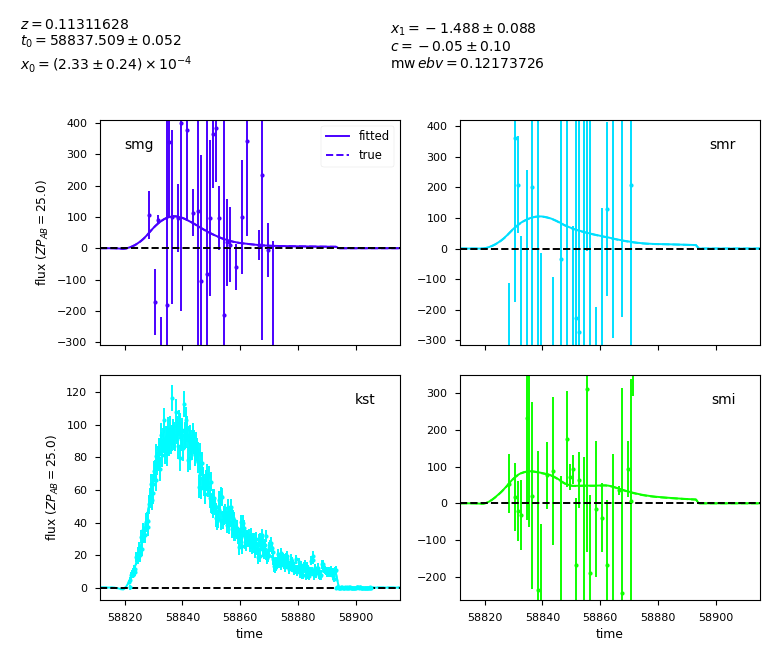 z = 0.11311628
t₀ = 58837.509 ± 0.052
x₀ = (2.33 ± 0.24) × 10⁻⁴
x₁ = −1.488 ± 0.088
c = −0.05 ± 0.10
mw ebv = 0.12173726
smg
fitted
true
400
300
200
100
0
−100
−200
−300
flux (ZP_AB = 25.0)
smr
400
300
200
100
0
−100
−200
−300
kst
120
100
80
60
40
20
0
flux (ZP_AB = 25.0)
58820 58840 58860 58880 58900
time
smi
300
200
100
0
−100
−200
58820 58840 58860 58880 58900
time